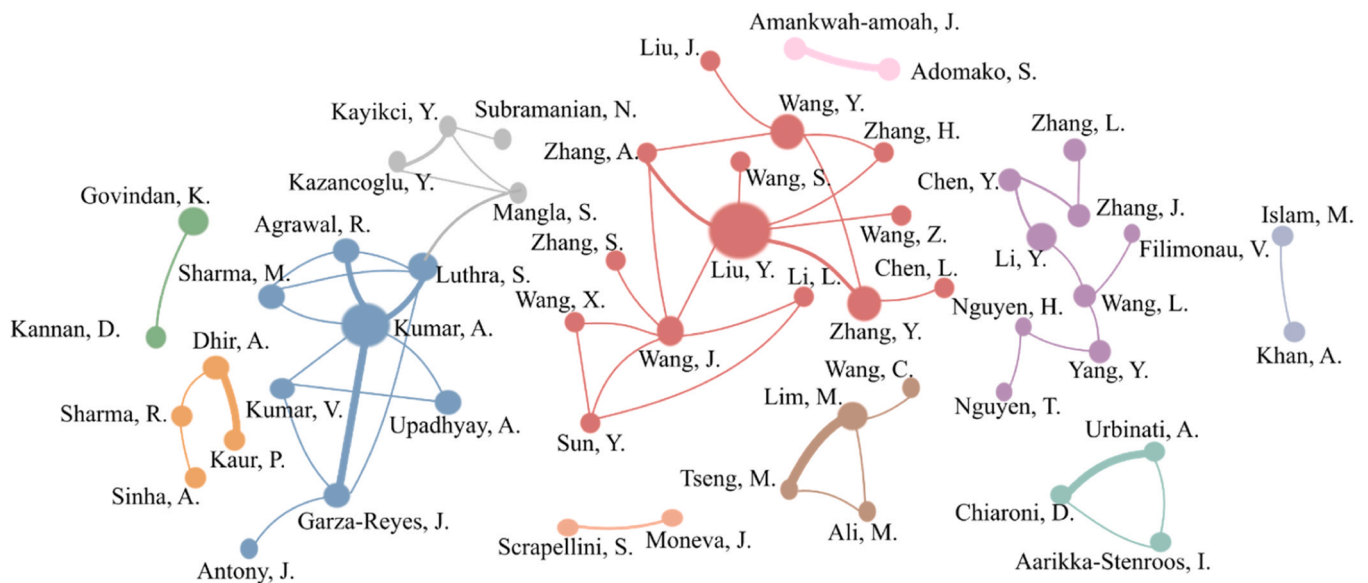 Amankwah-amoah, J.
Liu, J.
Adomako, S.
Kayikci, Y.
Subramanian, N.
Wang, Y.
Zhang, H.
Zhang, L.
Zhang, A.
Kazancoglu, Y.
Wang, S.
Chen, Y.
Govindan, K.
Mangla, S.
Zhang, J.
Islam, M.
Agrawal, R.
Wang, Z.
Filimonau, V.
Zhang, S.
Li, Y.
Sharma, M.
Luthra, S.
Liu, Y.
Li, L.
Chen, L.
Wang, X.
Wang, L.
Nguyen, H.
Kannan, D.
Kumar, A.
Zhang, Y.
Dhir, A.
Wang, J.
Khan, A.
Wang, C.
Yang, Y.
Lim, M.
Sharma, R.
Kumar, V.
Nguyen, T.
Upadhyay, A.
Urbinati, A.
Sun, Y.
Kaur, P.
Tseng, M.
Sinha, A.
Chiaroni, D.
Garza-Reyes, J.
Ali, M.
Scrapellini, S.
Moneva, J.
Aarikka-Stenroos, I.
Antony, J.